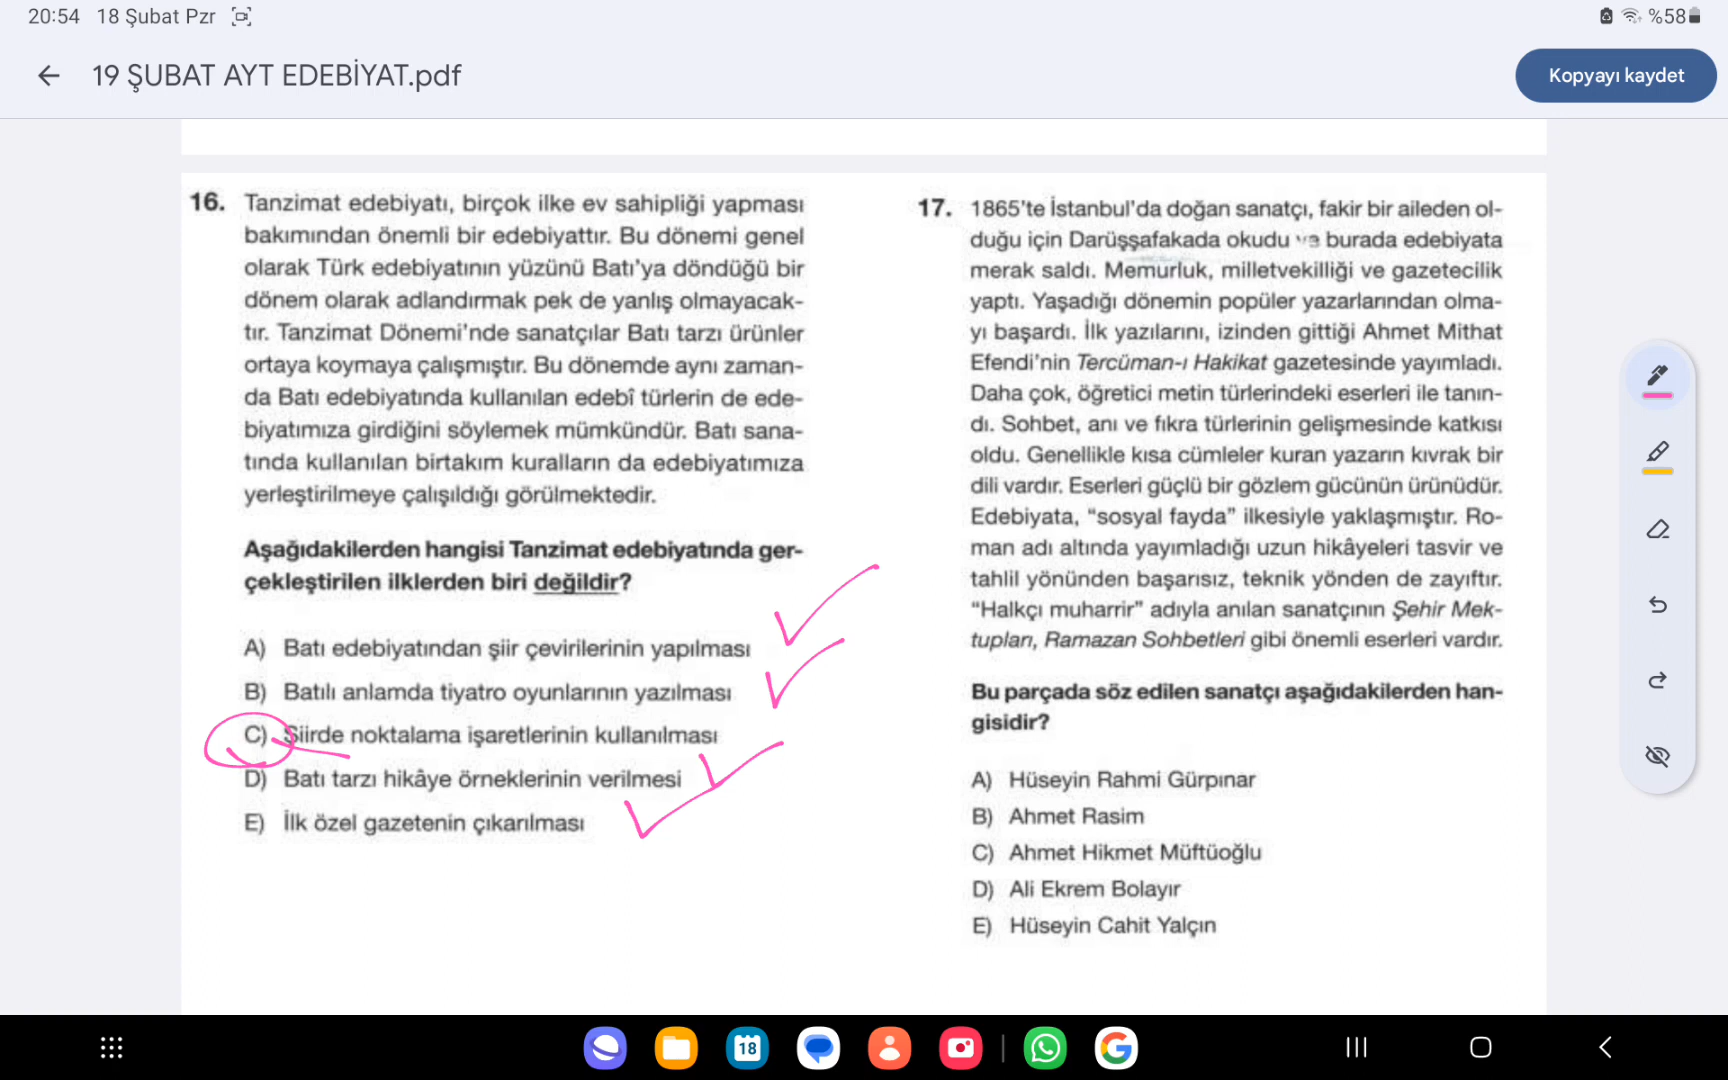 20:54 18 Şubat Pzr
%58
19 ŞUBAT AYT EDEBİYAT.pdf
Kopyayı kaydet
16. Tanzimat edebiyatı, birçok ilke ev sahipliği yapması
bakımından önemli bir edebiyattır. Bu dönemi genel
olarak Türk edebiyatının yüzünü Batı'ya döndüğü bir
dönem olarak adlandırmak pek de yanlış olmayacak-
tır. Tanzimat Dönemi'nde sanatçılar Batı tarzı ürünler
ortaya koymaya çalışmıştır. Bu dönemde aynı zaman-
da Batı edebiyatında kullanılan edebî türlerin de ede-
biyatımıza girdiğini söylemek mümkündür. Batı sana-
tında kullanılan birtakım kuralların da edebiyatımıza
yerleştirilmeye çalışıldığı görülmektedir.
Aşağıdakilerden hangisi Tanzimat edebiyatında ger-
çekleştirilen ilklerden biri değildir?
A) Batı edebiyatından şiir çevirilerinin yapılması
B) Batılı anlamda tiyatro oyunlarının yazılması
C) Şiirde noktalama işaretlerinin kullanılması
D) Batı tarzı hikâye örneklerinin verilmesi
E) İlk özel gazetenin çıkarılması
17. 1865'te İstanbul'da doğan sanatçı, fakir bir aileden ol-
duğu için Darüşşafakada okudu ve burada edebiyata
merak saldı. Memurluk, milletvekilliği ve gazetecilik
yaptı. Yaşadığı dönemin popüler yazarlarından olma-
yı başardı. İlk yazılarını, izinden gittiği Ahmet Mithat
Efendi'nin Tercüman-ı Hakikat gazetesinde yayımladı.
Daha çok, öğretici metin türlerindeki eserleri ile tanın-
dı. Sohbet, anı ve fıkra türlerinin gelişmesinde katkısı
oldu. Genellikle kısa cümleler kuran yazarın kıvrak bir
dili vardır. Eserleri güçlü bir gözlem gücünün ürünüdür.
Edebiyata, "sosyal fayda" ilkesiyle yaklaşmıştır. Ro-
man adı altında yayımladığı uzun hikâyeleri tasvir ve
tahlil yönünden başarısız, teknik yönden de zayıftır.
"Halkçı muharrir" adıyla anılan sanatçının Şehir Mek-
tupları, Ramazan Sohbetleri gibi önemli eserleri vardır.
Bu parçada söz edilen sanatçı aşağıdakilerden han-
gisidir?
A) Hüseyin Rahmi Gürpınar
B) Ahmet Rasim
C) Ahmet Hikmet Müftüoğlu
D) Ali Ekrem Bolayır
E) Hüseyin Cahit Yalçın
18